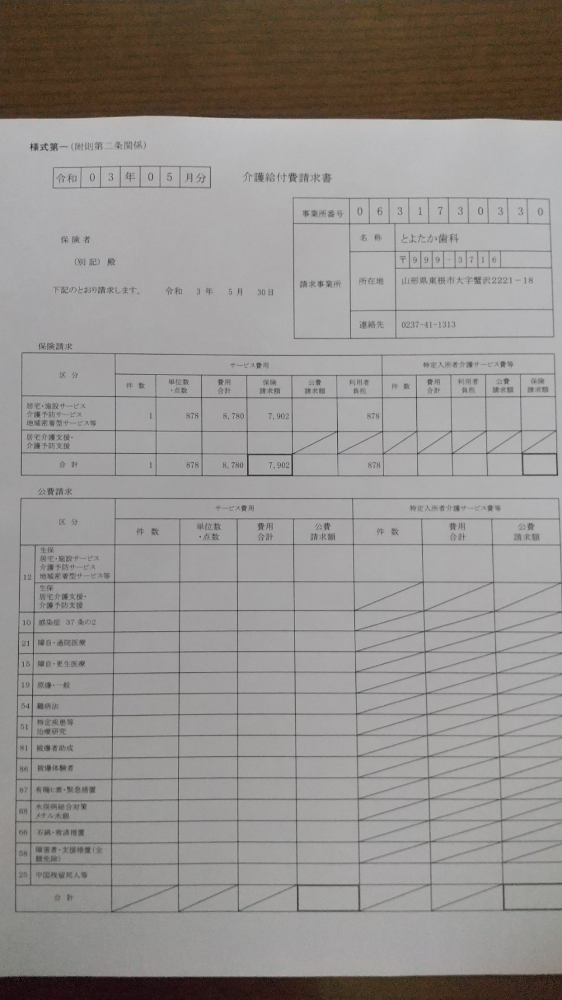 様式第一(附則第二条関係)
令和 0 3 年 0 5 月分
介護給付費請求書
事業所番号 0 6 3 1 7 3 0 3 3 0
保険者
(別記) 殿
下記のとおり請求します。 令和 3 年 5 月 30日
請求事業所
名 称 とよたか歯科
所在地 〒 9 9 9 - 3 7 1 6
山形県東根市大字蟹沢2221-18
連絡先 0237-41-1313
保険請求
区 分 サービス費用 特定入所者介護サービス費等
件 数 単位数・点数 費用合計 保険請求額 公費請求額 利用者負担 件 数 費用合計 利用者負担 公費請求額 保険請求額
居宅・施設サービス
介護予防サービス
地域密着型サービス等 1 878 8,780 7,902 878
居宅介護支援・
介護予防支援
合 計 1 878 8,780 7,902 878
公費請求
区 分 サービス費用 特定入所者介護サービス費等
件 数 単位数・点数 費用合計 公費請求額 件 数 費用合計 公費請求額
12 生保
居宅・施設サービス
介護予防サービス
地域密着型サービス等
生保
居宅介護支援・
介護予防支援
10 感染症 37 条の2
21 障自・通院医療
15 障自・更生医療
19 原爆・一般
54 難病法
51 特定疾患等
治療研究
81 被爆者助成
86 被爆体験者
87 有機ヒ素・緊急措置
88 水俣病総合対策
メチル水銀
66 石綿・救済措置
58 障害者・支援措置(全
額免除)
25 中国残留邦人等
合 計